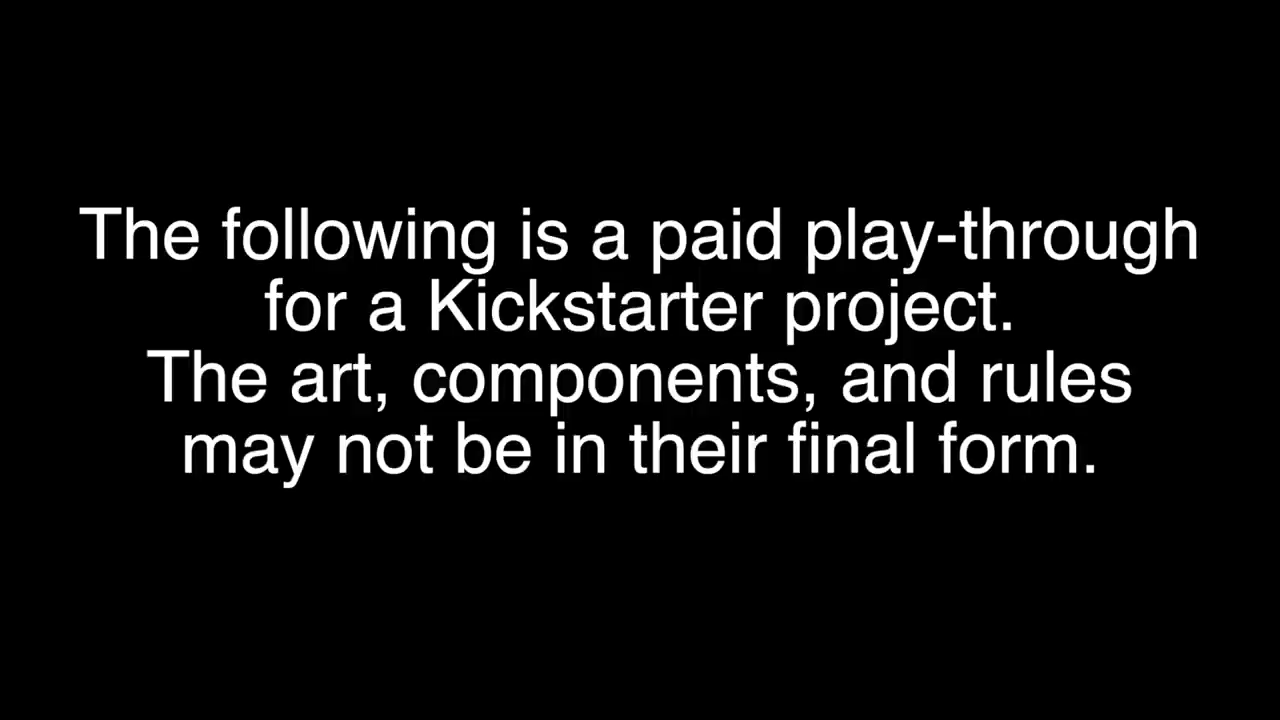 The following is a paid play-through
for a Kickstarter project.
The art, components, and rules
may not be in their final form.